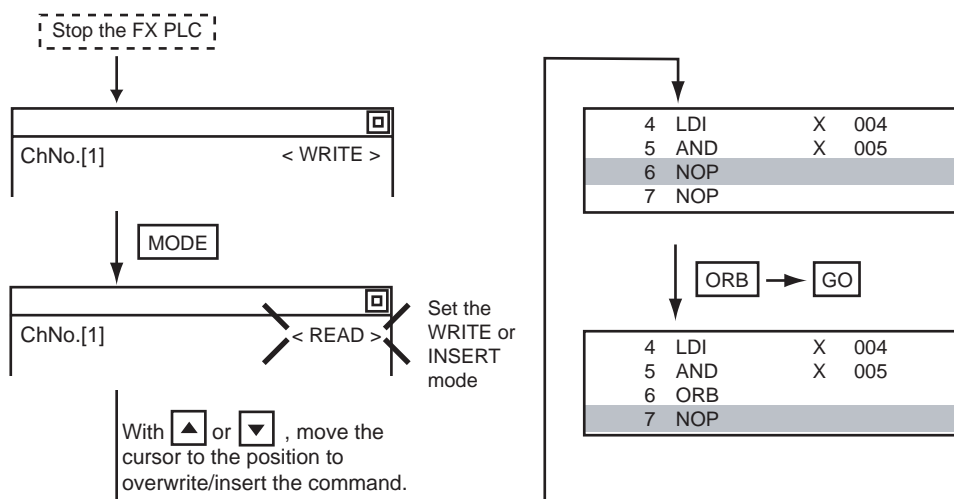 Stop the FX PLC
ChNo.[1] < WRITE >
MODE
ChNo.[1] < READ >
Set the
WRITE or
INSERT
mode
With ▲ or ▼ , move the
cursor to the position to
overwrite/insert the command.
4 LDI X 004
5 AND X 005
6 NOP
7 NOP
ORB GO
4 LDI X 004
5 AND X 005
6 ORB
7 NOP